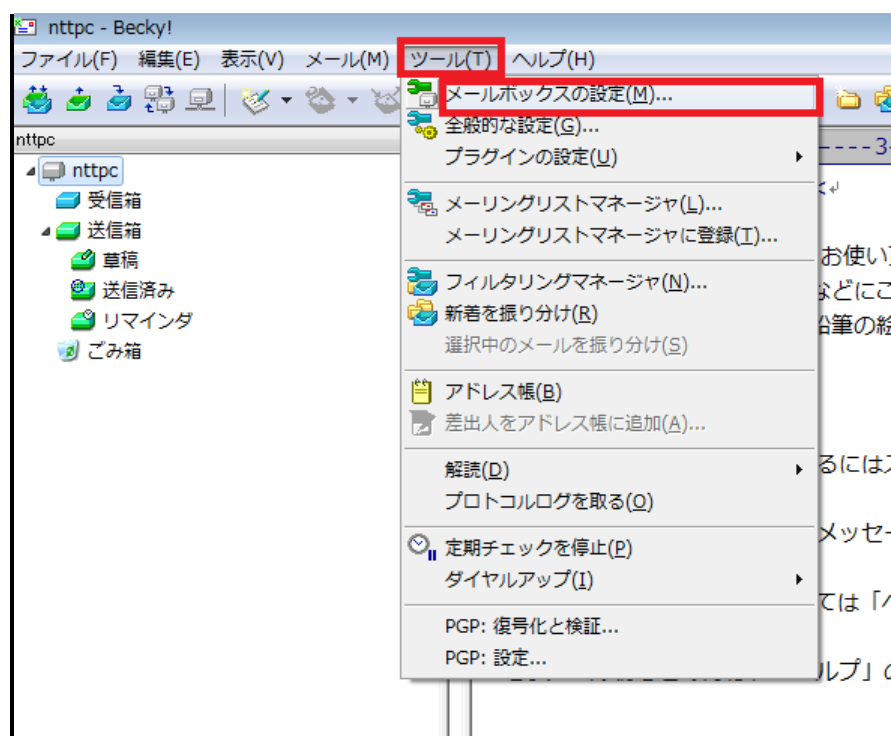 nttpc - Becky!
ファイル(F) 編集(E) 表示(V) メール(M) ツール(T) ヘルプ(H)
nttpc
nttpc
受信箱
送信箱
草稿
送信済み
リマインダ
ごみ箱
メールボックスの設定(M)...
全般的な設定(G)...
プラグインの設定(U)
メーリングリストマネージャ(L)...
メーリングリストマネージャに登録(T)...
フィルタリングマネージャ(N)...
新着を振り分け(R)
選択中のメールを振り分け(S)
アドレス帳(B)
差出人をアドレス帳に追加(A)...
解読(D)
プロトコルログを取る(O)
定期チェックを停止(P)
ダイヤルアップ(I)
PGP: 復号化と検証...
PGP: 設定...
----3
お使い
などにこ
鉛筆の絵
るには
メッセー
ては「
ルプ」の